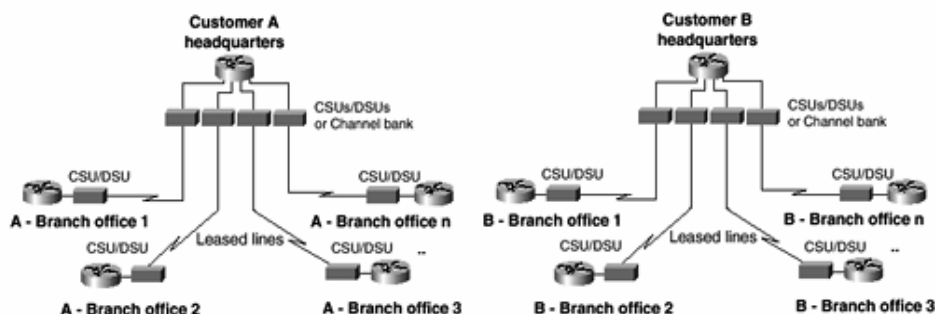 Customer A
headquarters
CSUs/DSUs
or Channel bank
CSU/DSU
A - Branch office 1
CSU/DSU
A - Branch office n
Leased lines
CSU/DSU
A - Branch office 2
CSU/DSU
..
A - Branch office 3
Customer B
headquarters
CSUs/DSUs
or Channel bank
CSU/DSU
B - Branch office 1
CSU/DSU
B - Branch office n
Leased lines
CSU/DSU
B - Branch office 2
CSU/DSU
..
B - Branch office 3